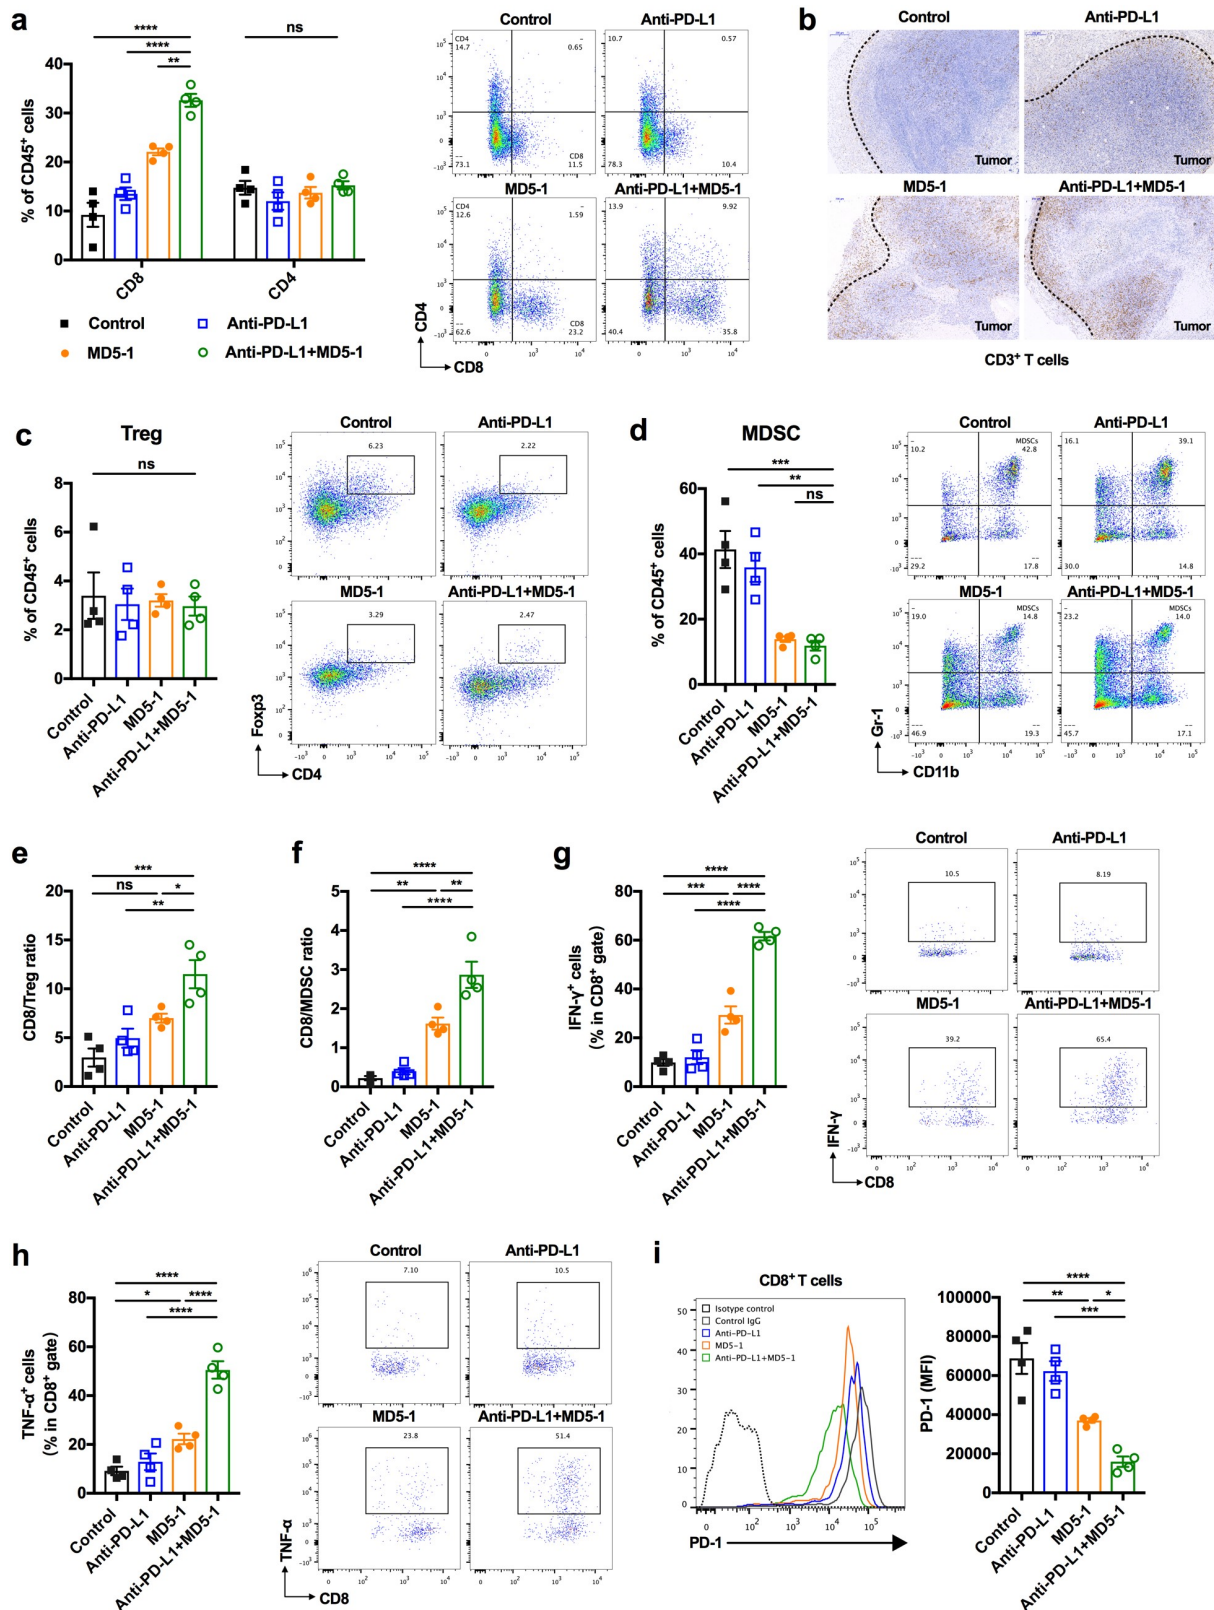 a
****
****
**
ns
% of CD45+ cells
40
30
20
10
0
CD8
CD4
Control
Anti-PD-L1
MD5-1
Anti-PD-L1+MD5-1
Control
Anti-PD-L1
CD4
14.7
0.65
10.7
0.57
73.1
CD8
11.5
78.3
10.4
MD5-1
Anti-PD-L1+MD5-1
CD4
12.6
1.59
13.9
9.92
62.6
CD8
23.2
40.4
35.8
CD4
CD8
b
Control
Anti-PD-L1
Tumor
Tumor
MD5-1
Anti-PD-L1+MD5-1
Tumor
Tumor
CD3+ T cells
c
Treg
ns
% of CD45+ cells
8
6
4
2
0
Control
Anti-PD-L1
MD5-1
Anti-PD-L1+MD5-1
Control
Anti-PD-L1
6.23
2.22
MD5-1
Anti-PD-L1+MD5-1
3.29
2.47
Foxp3
CD4
d
MDSC
***
**
ns
% of CD45+ cells
60
40
20
0
Control
Anti-PD-L1
MD5-1
Anti-PD-L1+MD5-1
Control
Anti-PD-L1
10.2
MDSCs
42.8
16.1
39.1
29.2
17.8
30.0
14.8
MD5-1
Anti-PD-L1+MD5-1
19.0
MDSCs
14.8
23.2
MDSCs
14.0
46.9
19.3
45.7
17.1
Gr-1
CD11b
e
***
ns
*
**
CD8/Treg ratio
20
15
10
5
0
Control
Anti-PD-L1
MD5-1
Anti-PD-L1+MD5-1
f
****
**
**
****
CD8/MDSC ratio
5
4
3
2
1
0
Control
Anti-PD-L1
MD5-1
Anti-PD-L1+MD5-1
g
****
***
****
****
IFN-γ+ cells
(% in CD8+ gate)
80
60
40
20
0
Control
Anti-PD-L1
MD5-1
Anti-PD-L1+MD5-1
Control
Anti-PD-L1
10.5
8.19
MD5-1
Anti-PD-L1+MD5-1
39.2
65.4
IFN-γ
CD8
h
****
*
****
****
TNF-α+ cells
(% in CD8+ gate)
80
60
40
20
0
Control
Anti-PD-L1
MD5-1
Anti-PD-L1+MD5-1
Control
Anti-PD-L1
7.10
10.5
MD5-1
Anti-PD-L1+MD5-1
23.8
51.4
TNF-α
CD8
i
CD8+ T cells
Isotype control
Control IgG
Anti-PD-L1
MD5-1
Anti-PD-L1+MD5-1
50
40
30
20
10
0
0
10²
10³
10⁴
10⁵
PD-1
****
**
*
***
PD-1 (MFI)
100000
80000
60000
40000
20000
0
Control
Anti-PD-L1
MD5-1
Anti-PD-L1+MD5-1